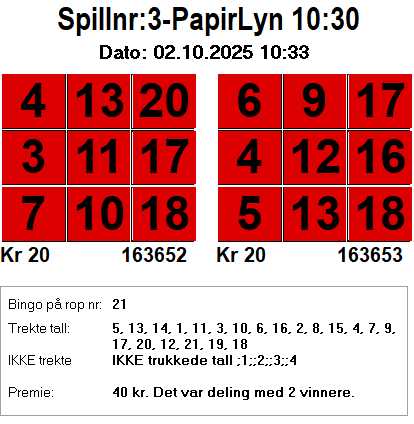 Spillnr:3-PapirLyn 10:30
Dato: 02.10.2025 10:33
4 13 20 6 9 17
3 11 17 4 12 16
7 10 18 5 13 18
Kr 20 163652 Kr 20 163653
Bingo på rop nr: 21
Trekte tall: 5, 13, 14, 1, 11, 3, 10, 6, 16, 2, 8, 15, 4, 7, 9,
17, 20, 12, 21, 19, 18
IKKE trekte IKKE trukkede tall ;1;;2;;3;;4
Premie: 40 kr. Det var deling med 2 vinnere.